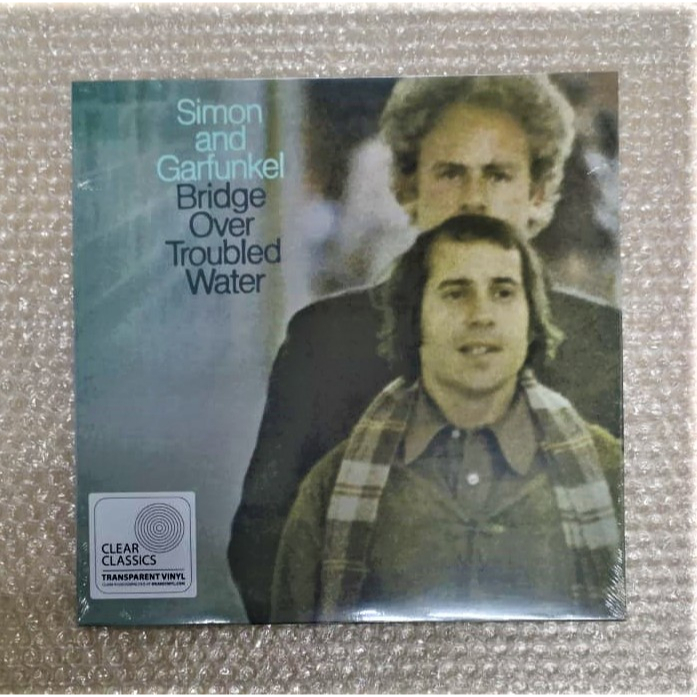 Simon
and
Garfunkel
Bridge
Over
Troubled
Water
CLEAR
CLASSICS
TRANSPARENT VINYL